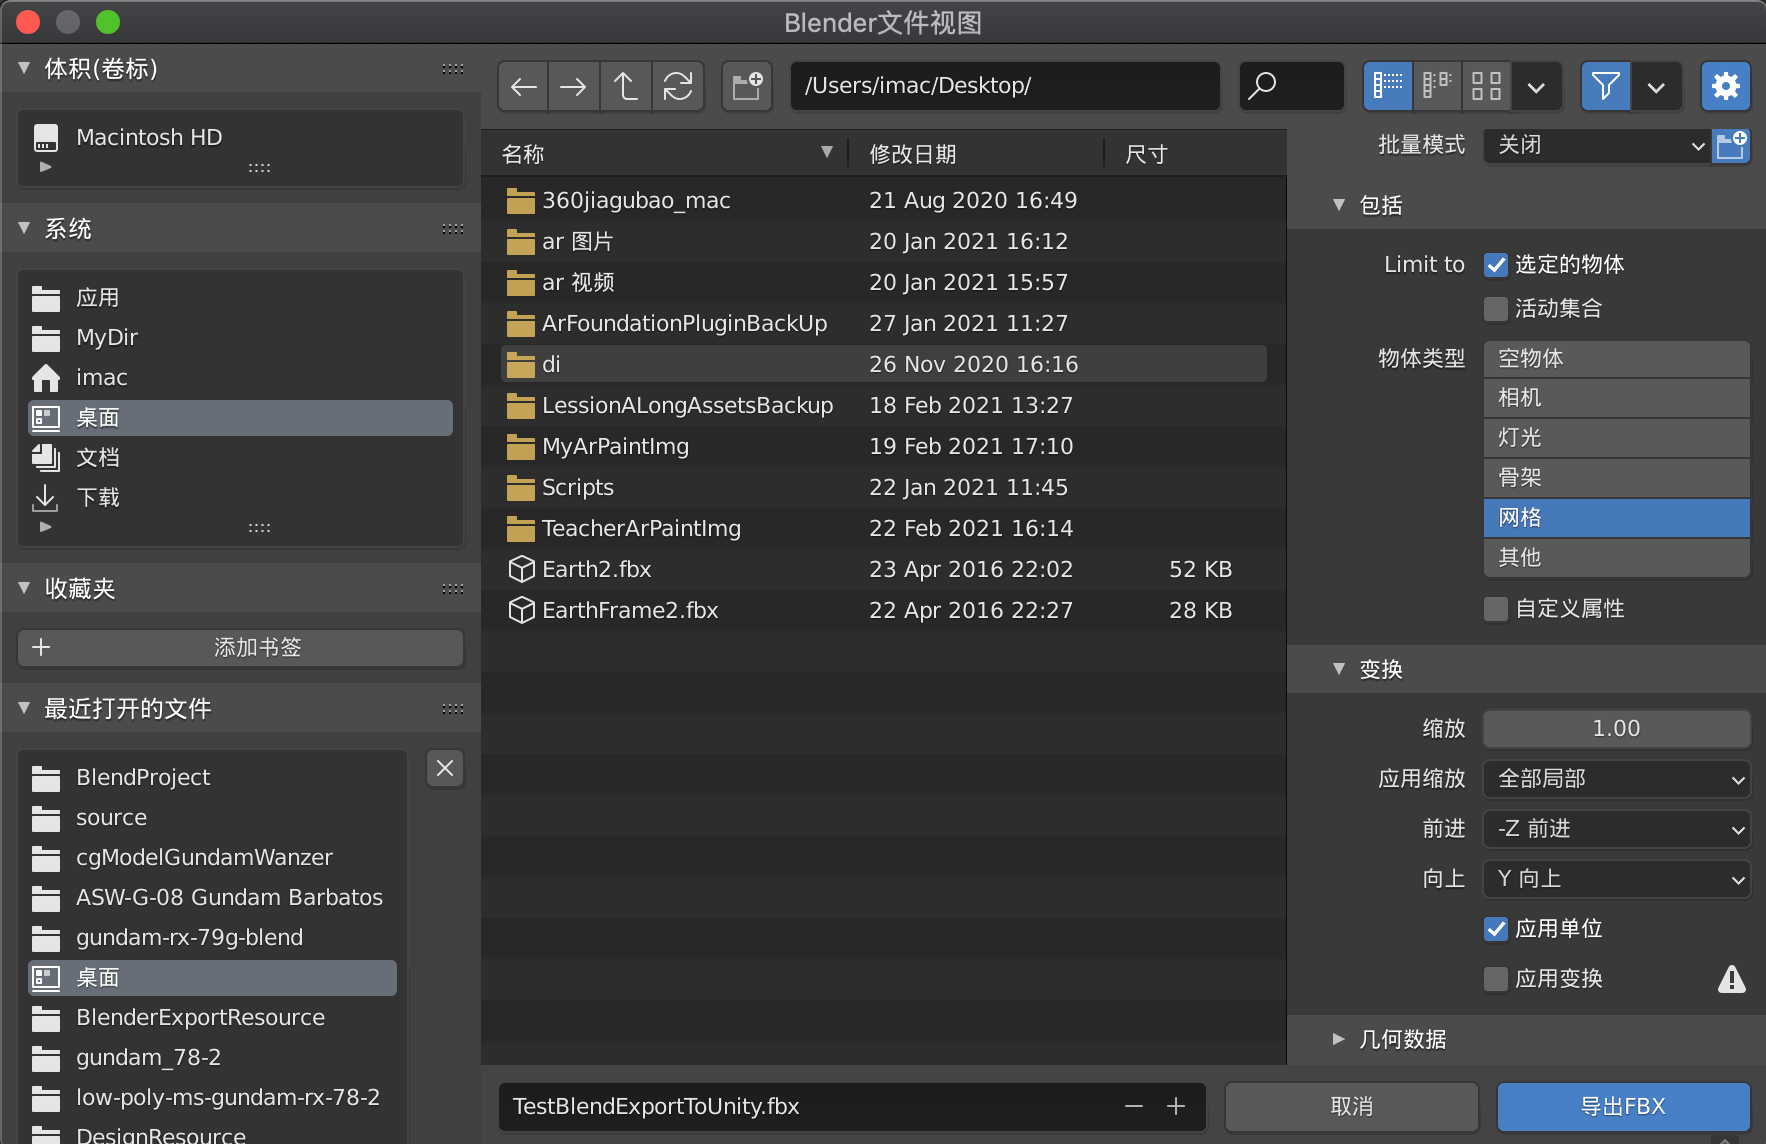 Blender文件视图
体积(卷标)
Macintosh HD
系统
应用
MyDir
imac
桌面
文档
下载
收藏夹
添加书签
最近打开的文件
BlendProject
source
cgModelGundamWanzer
ASW-G-08 Gundam Barbatos
gundam-rx-79g-blend
桌面
BlenderExportResource
gundam_78-2
low-poly-ms-gundam-rx-78-2
DesignResource
/Users/imac/Desktop/
名称 修改日期 尺寸
360jiagubao_mac 21 Aug 2020 16:49
ar 图片 20 Jan 2021 16:12
ar 视频 20 Jan 2021 15:57
ArFoundationPluginBackUp 27 Jan 2021 11:27
di 26 Nov 2020 16:16
LessionALongAssetsBackup 18 Feb 2021 13:27
MyArPaintImg 19 Feb 2021 17:10
Scripts 22 Jan 2021 11:45
TeacherArPaintImg 22 Feb 2021 16:14
Earth2.fbx 23 Apr 2016 22:02 52 KB
EarthFrame2.fbx 22 Apr 2016 22:27 28 KB
批量模式 关闭
包括
Limit to 选定的物体
活动集合
物体类型 空物体
相机
灯光
骨架
网格
其他
自定义属性
变换
缩放 1.00
应用缩放 全部局部
前进 -Z 前进
向上 Y 向上
应用单位
应用变换
几何数据
TestBlendExportToUnity.fbx
取消
导出FBX